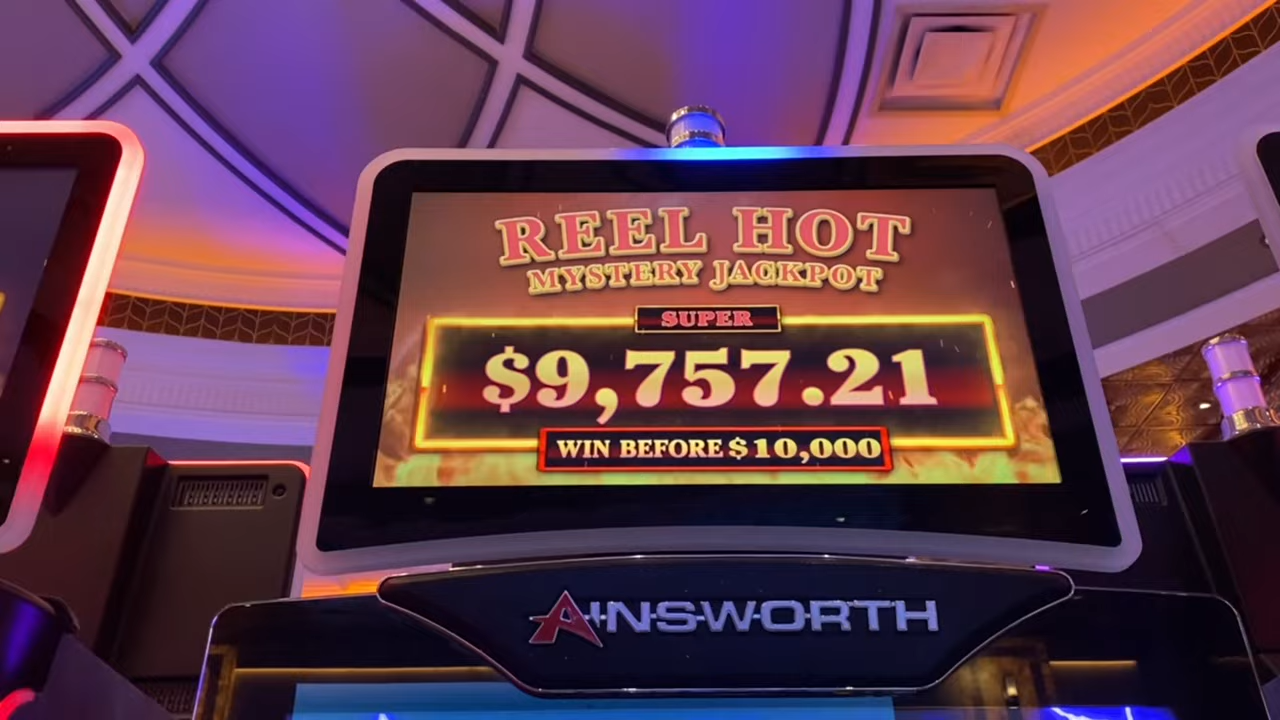 REEL HOT
MYSTERY JACKPOT
SUPER
$9,757.21
WIN BEFORE $10,000
AINSWORTH